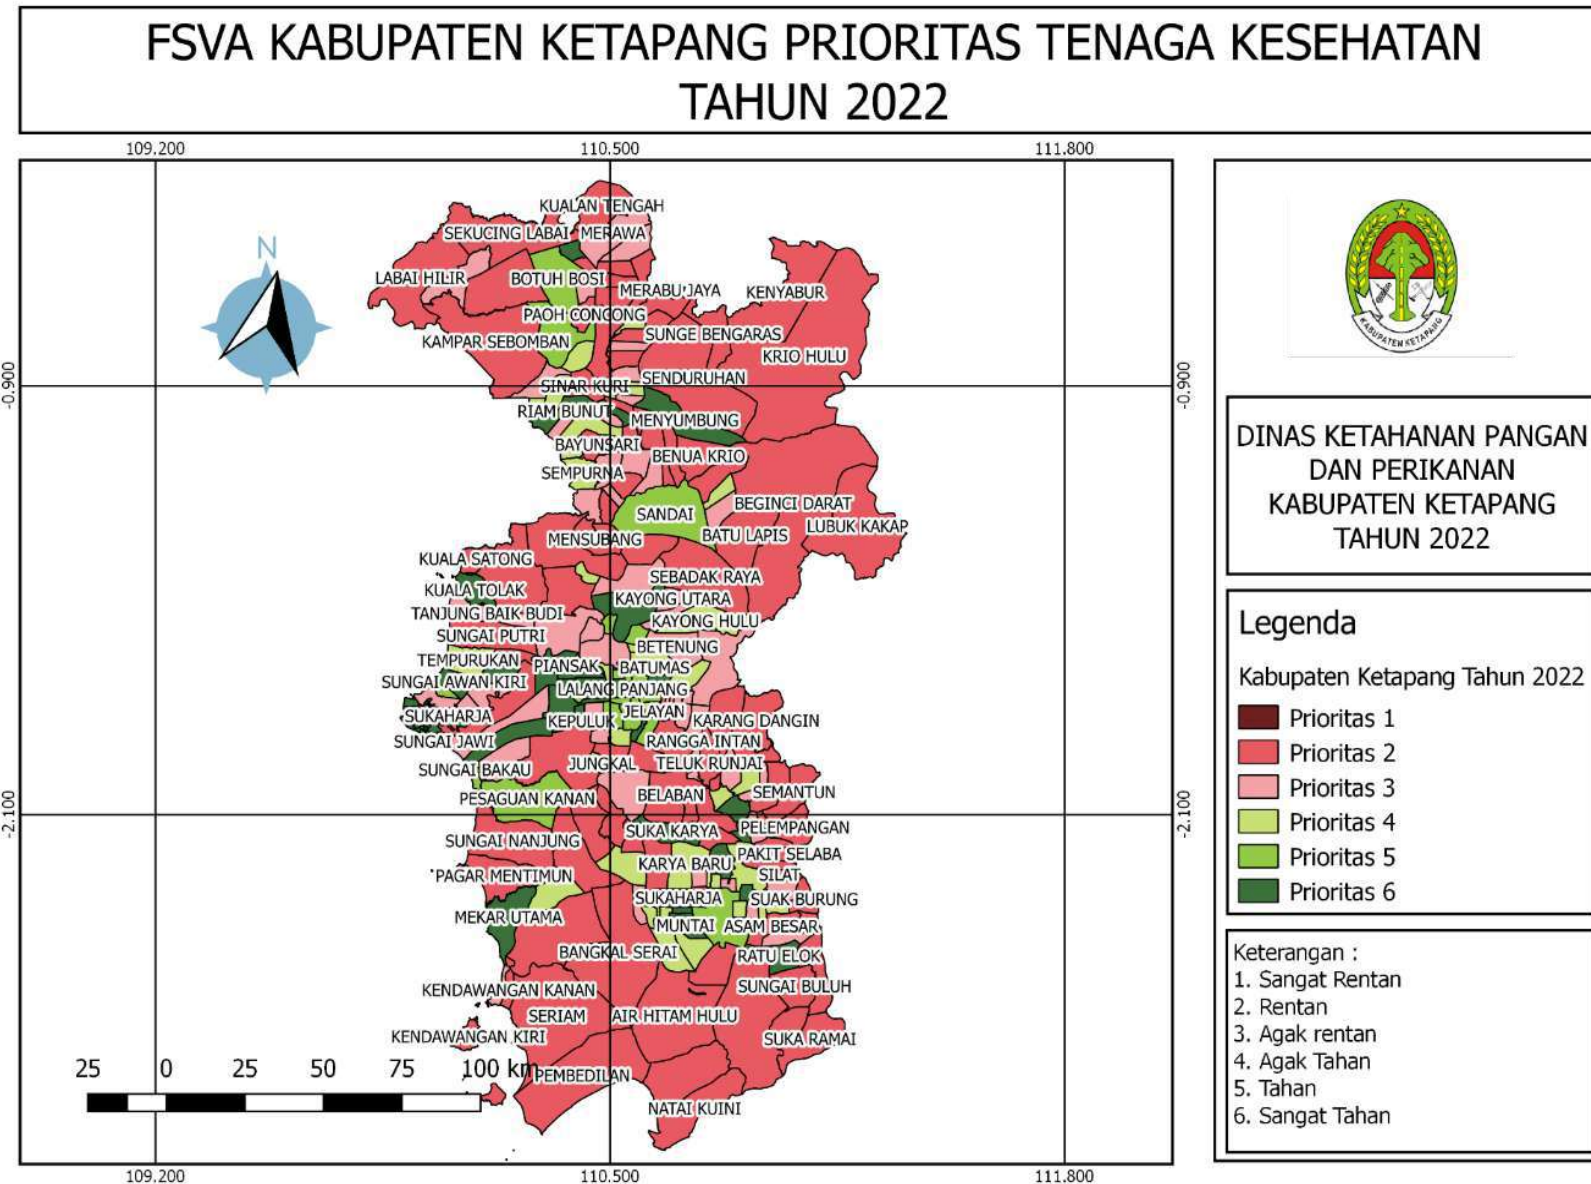 FSVA KABUPATEN KETAPANG PRIORITAS TENAGA KESEHATAN
TAHUN 2022
109.200 110.500 111.800
N
KUALAN TENGAH
SEKUCING LABAI MERAWA
LABAI HILIR BOTUH BOSI
MERABU JAYA KENYABUR
PAOH CONCONG
KAMPAR SEBOMBAN SUNGE BENGARAS
KRIO HULU
-0.900 -0.900
SINAR KURI SENDURUHAN
RIAM BUNUT MENYUMBUNG
BAYUNSARI BENUA KRIO
SEMPURNA
SANDAI BEGINCI DARAT
MENSUBANG BATU LAPIS LUBUK KAKAP
KUALA SATONG
KUALA TOLAK SEBADAK RAYA
TANJUNG BAIK BUDI KAYONG UTARA
SUNGAI PUTRI KAYONG HULU
TEMPURUKAN PIANSAK BETENUNG
BATUMAS
SUNGAI AWAN KIRI LALANG PANJANG
SUKAHARJA KEPULUK JELAYAN KARANG DANGIN
SUNGAI JAWI RANGGA INTAN
SUNGAI BAKAU JUNGKAL TELUK RUNJAI
PESAGUAN KANAN BELABAN SEMANTUN
-2.100 -2.100
SUNGAI NANJUNG SUKA KARYA PELEMPANGAN
PAGAR MENTIMUN KARYA BARU PAKIT SELABA
SILAT
MEKAR UTAMA SUKAHARJA SUAK BURUNG
MUNTAI ASAM BESAR
BANGKAL SERAI RATU ELOK
KENDAWANGAN KANAN SUNGAI BULUH
SERIAM AIR HITAM HULU
KENDAWANGAN KIRI SUKA RAMAI
25 0 25 50 75 100 km
PEMBEDILAN
NATAI KUINI
109.200 110.500 111.800
KABUPATEN KETAPANG
DINAS KETAHANAN PANGAN
DAN PERIKANAN
KABUPATEN KETAPANG
TAHUN 2022
Legenda
Kabupaten Ketapang Tahun 2022
Prioritas 1
Prioritas 2
Prioritas 3
Prioritas 4
Prioritas 5
Prioritas 6
Keterangan :
1. Sangat Rentan
2. Rentan
3. Agak rentan
4. Agak Tahan
5. Tahan
6. Sangat Tahan